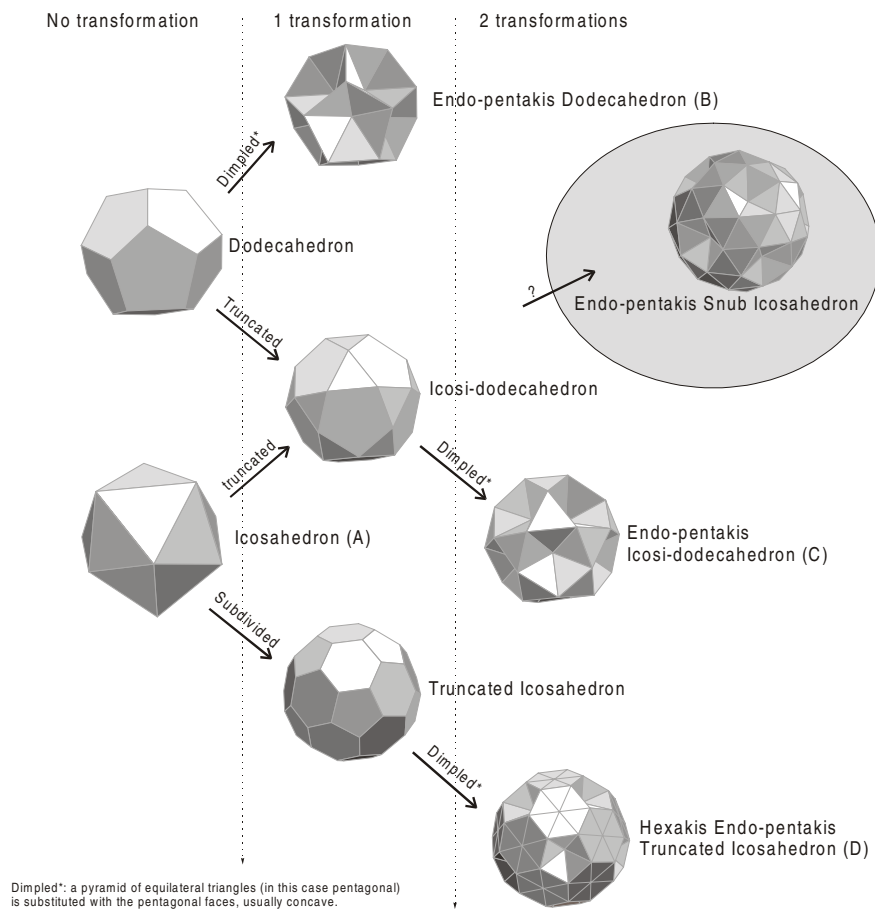 No transformation
1 transformation
2 transformations
Endo-pentakis Dodecahedron (B)
Dimpled*
Dodecahedron
?
Endo-pentakis Snub Icosahedron
Truncated
Icosi-dodecahedron
truncated
Dimpled*
Icosahedron (A)
Endo-pentakis
Icosi-dodecahedron (C)
Subdivided
Truncated Icosahedron
Dimpled*
Hexakis Endo-pentakis
Truncated Icosahedron (D)
Dimpled*: a pyramid of equilateral triangles (in this case pentagonal)
is substituted with the pentagonal faces, usually concave.